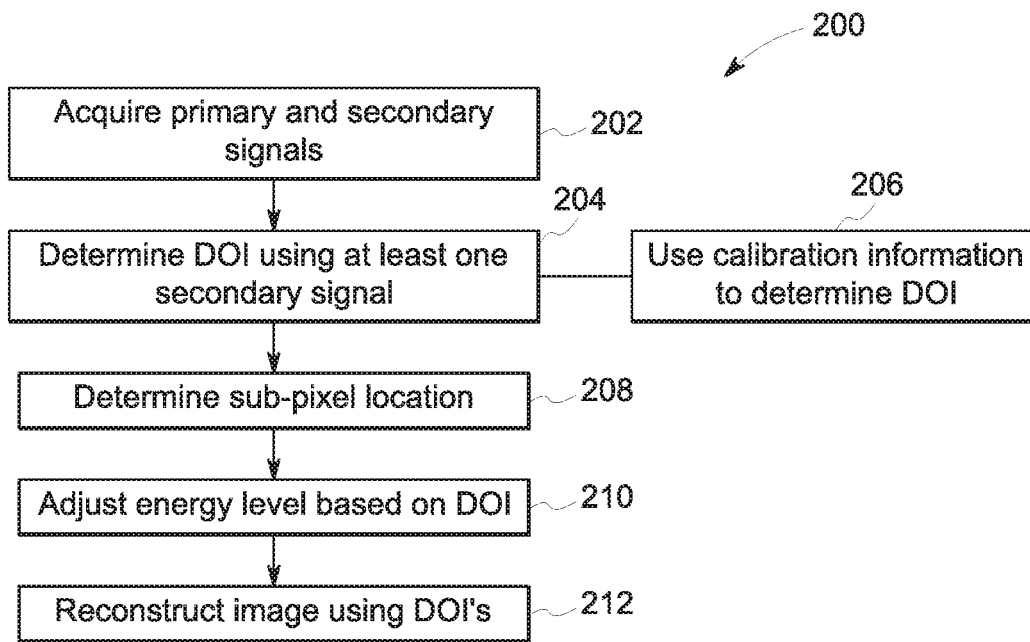 200
Acquire primary and secondary
signals
202
204
Determine DOI using at least one
secondary signal
206
Use calibration information
to determine DOI
Determine sub-pixel location
208
Adjust energy level based on DOI
210
Reconstruct image using DOI's
212